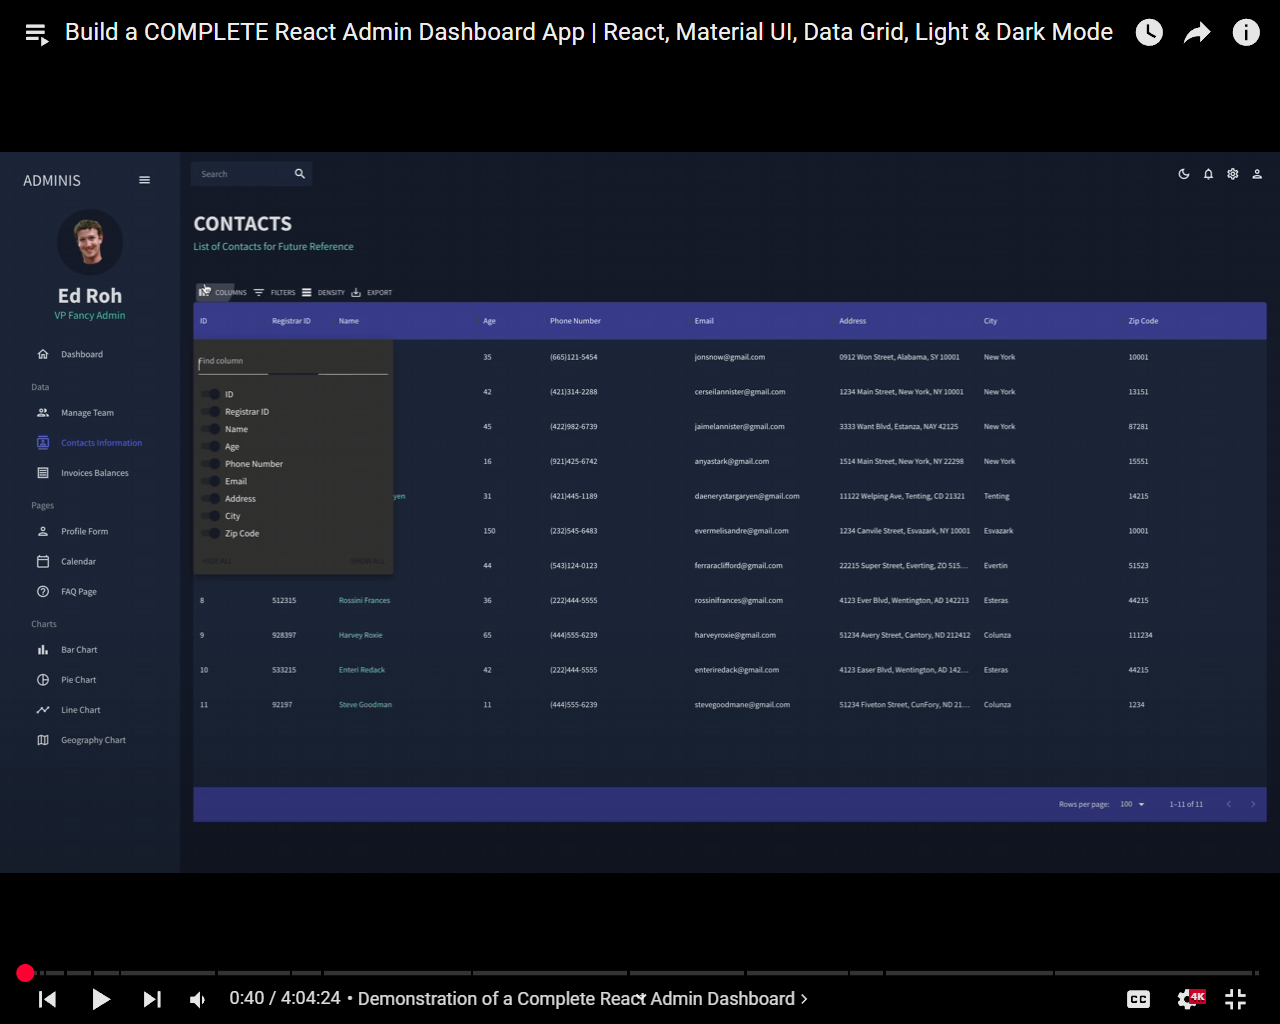 Build a COMPLETE React Admin Dashboard App | React, Material UI, Data Grid, Light & Dark Mode
ADMINIS
Search
Ed Roh
VP Fancy Admin
Dashboard
Data
Manage Team
Contacts Information
Invoices Balances
Pages
Profile Form
Calendar
FAQ Page
Charts
Bar Chart
Pie Chart
Line Chart
Geography Chart
CONTACTS
List of Contacts for Future Reference
COLUMNS FILTERS DENSITY EXPORT
ID Registrar ID Name Age Phone Number Email Address City Zip Code
Find column
ID
Registrar ID
Name
Age
Phone Number
Email
Address
City
Zip Code
HIDE ALL SHOW ALL
35 (665)121-5454 jonsnow@gmail.com 0912 Won Street, Alabama, SY 10001 New York 10001
42 (421)314-2288 cerseilannister@gmail.com 1234 Main Street, New York, NY 10001 New York 13151
45 (422)982-6739 jaimelannister@gmail.com 3333 Want Blvd, Estanza, NAY 42125 New York 87281
16 (921)425-6742 anyastark@gmail.com 1514 Main Street, New York, NY 22298 New York 15551
yen 31 (421)445-1189 daenerystargaryen@gmail.com 11122 Welping Ave, Tenting, CD 21321 Tenting 14215
150 (232)545-6483 evermelisandre@gmail.com 1234 Canvile Street, Esvazark, NY 10001 Esvazark 10001
44 (543)124-0123 ferraraclifford@gmail.com 22215 Super Street, Everting, ZO 515... Evertin 51523
8 512315 Rossini Frances 36 (222)444-5555 rossinifrances@gmail.com 4123 Ever Blvd, Wentington, AD 142213 Esteras 44215
9 928397 Harvey Roxie 65 (444)555-6239 harveyroxie@gmail.com 51234 Avery Street, Cantory, ND 212412 Colunza 111234
10 533215 Enteri Redack 42 (222)444-5555 enteriredack@gmail.com 4123 Easer Blvd, Wentington, AD 142... Esteras 44215
11 92197 Steve Goodman 11 (444)555-6239 stevegoodmane@gmail.com 51234 Fiveton Street, CunFory, ND 21... Colunza 1234
Rows per page: 100 1–11 of 11
0:40 / 4:04:24 • Demonstration of a Complete React Admin Dashboard
CC 4K